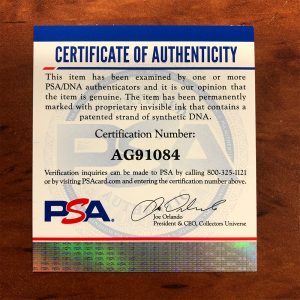 CERTIFICATE OF AUTHENTICITY
This item has been examined by one or more
PSA/DNA authenticators and it is our opinion that
the item is genuine. The item has been permanently
marked with proprietary invisible ink that contains a
patented strand of synthetic DNA.
Certification Number:
AG91084
Verification inquiries can be made to PSA by calling 800-325-1121
or by visiting PSAcard.com and entering the certification number above.
PSA
Joe Orlando
President & CEO, Collectors Universe